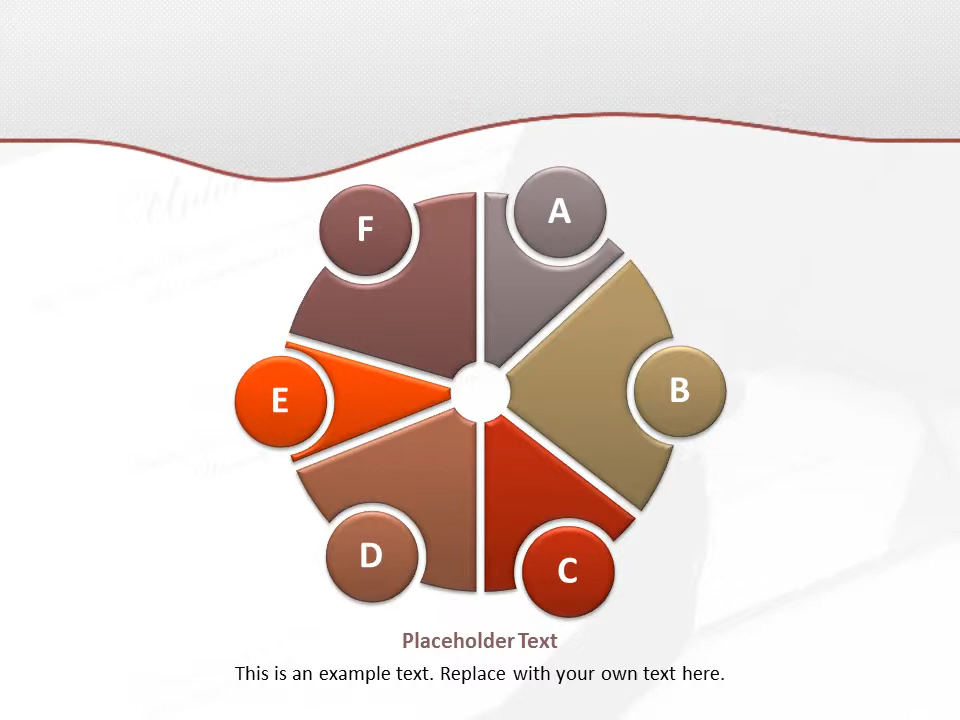 A
F
B
E
D
C
Placeholder Text
This is an example text. Replace with your own text here.